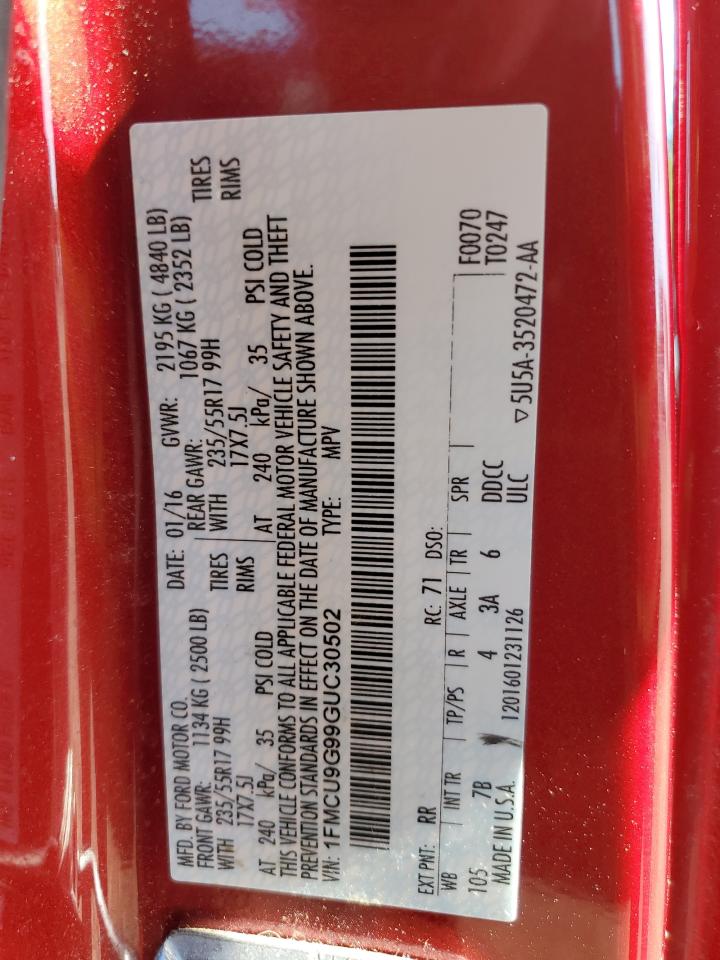 MFD. BY FORD MOTOR CO.
DATE: 01/16 GVWR: 2195 KG ( 4840 LB)
FRONT GAWR: 1134 KG ( 2500 LB) REAR GAWR: 1067 KG ( 2352 LB)
WITH 235/55R17 99H TIRES WITH 235/55R17 99H TIRES
17X7.5J RIMS 17X7.5J RIMS
AT 240 kPa/ 35 PSI COLD AT 240 kPa/ 35 PSI COLD
THIS VEHICLE CONFORMS TO ALL APPLICABLE FEDERAL MOTOR VEHICLE SAFETY AND THEFT
PREVENTION STANDARDS IN EFFECT ON THE DATE OF MANUFACTURE SHOWN ABOVE.
VIN: 1FMCU9G99GUC30502 TYPE: MPV
EXT PNT: RR RC: 71 DSO:
WB INT TR TP/PS R AXLE TR SPR F0070
105 7B 4 3A 6 DDCC T0247
MADE IN U.S.A. 1201601231126 ULC ▽5U5A-3520472-AA